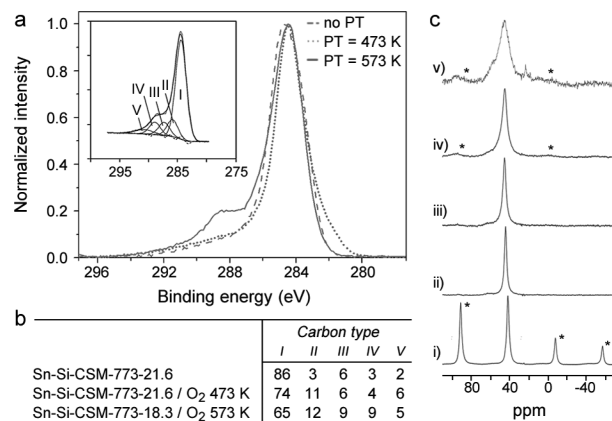 a
no PT
PT = 473 K
PT = 573 K
IV
III
II
V
I
295 285 275
1.0
0.8
0.6
0.4
0.2
0.0
Normalized intensity
296 292 288 284 280
Binding energy (eV)
b
Carbon type
I II III IV V
Sn-Si-CSM-773-21.6 86 3 6 3 2
Sn-Si-CSM-773-21.6 / O2 473 K 74 11 6 4 6
Sn-Si-CSM-773-18.3 / O2 573 K 65 12 9 9 5
c
v) * *
iv) * *
iii)
ii)
i) * * *
80 40 0 -40
ppm